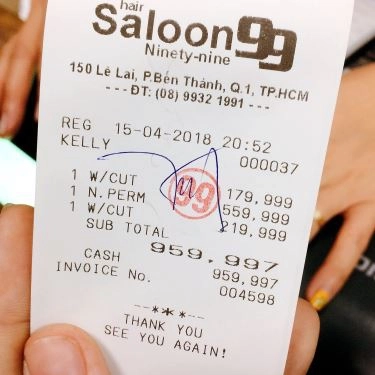 hair
Saloon 99
Ninety-nine
150 Lê Lai, P.Bến Thành, Q.1, TP.HCM
--- ĐT: (08) 9932 1991 ---
REG 15-04-2018 20:52
KELLY 000037
1 W/CUT 179,999
1 N.PERM 559,999
1 W/CUT 219,999
SUB TOTAL 959,997
CASH 959,997
INVOICE No. 004598
--***--
THANK YOU
SEE YOU AGAIN!
99